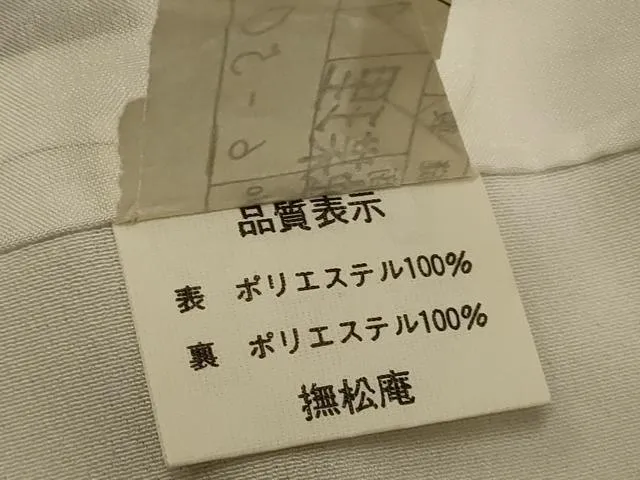 品質表示
表 ポリエステル100%
裏 ポリエステル100%
撫松庵